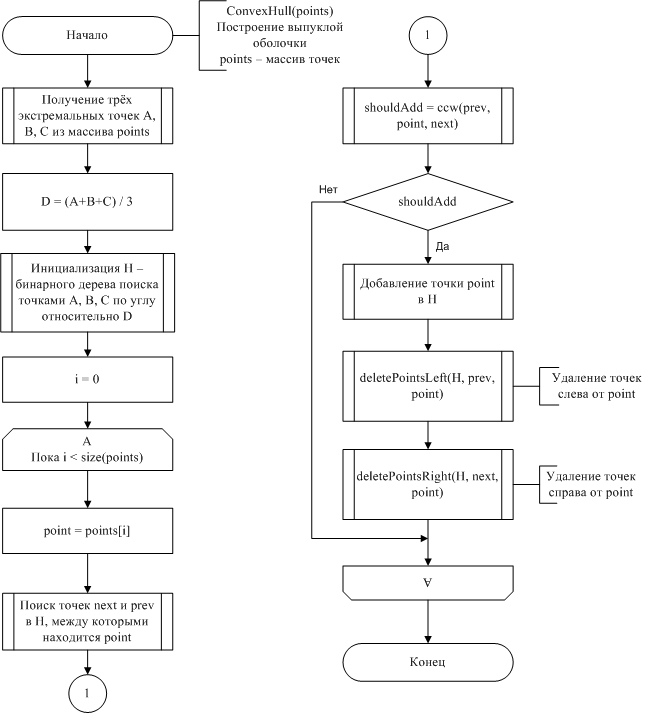 Начало
ConvexHull(points)
Построение выпуклой
оболочки
points – массив точек
Получение трёх
экстремальных точек A,
B, C из массива points
D = (A+B+C) / 3
Инициализация H –
бинарного дерева поиска
точками A, B, C по углу
относительно D
i = 0
A
Пока i < size(points)
point = points[i]
Поиск точек next и prev
в H, между которыми
находится point
1
1
shouldAdd = ccw(prev,
point, next)
shouldAdd
Нет
Да
Добавление точки point
в H
deletePointsLeft(H, prev,
point)
Удаление точек
слева от point
deletePointsRight(H, next,
point)
Удаление точек
справа от point
∀
Конец